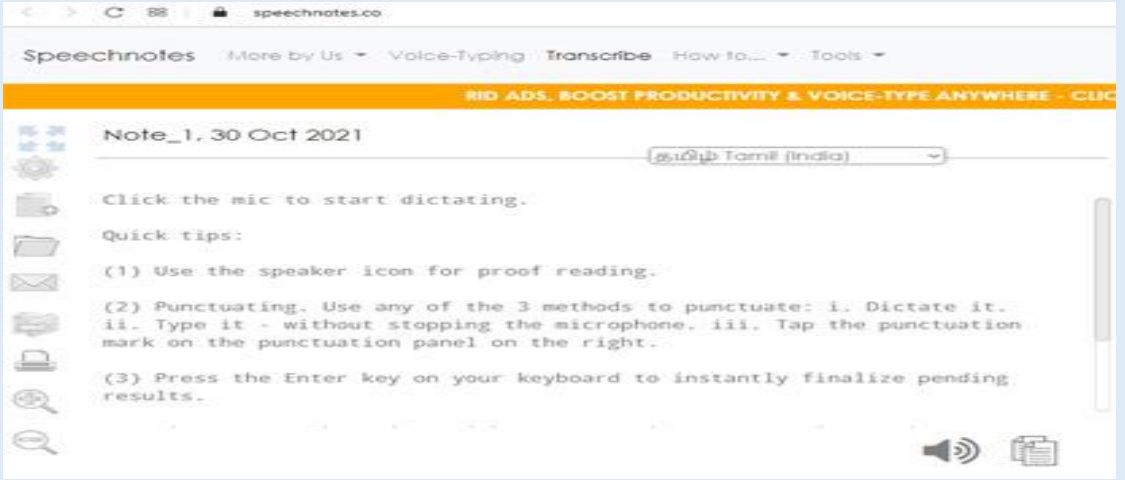 speechnotes.co
Speechnotes More by Us Voice-Typing Transcribe How to... Tools
RID ADS, BOOST PRODUCTIVITY & VOICE-TYPE ANYWHERE - CLIC
Note_1, 30 Oct 2021
தமிழ் Tamil (India)
Click the mic to start dictating.
Quick tips:
(1) Use the speaker icon for proof reading.
(2) Punctuating. Use any of the 3 methods to punctuate: i. Dictate it.
ii. Type it - without stopping the microphone. iii. Tap the punctuation
mark on the punctuation panel on the right.
(3) Press the Enter key on your keyboard to instantly finalize pending
results.